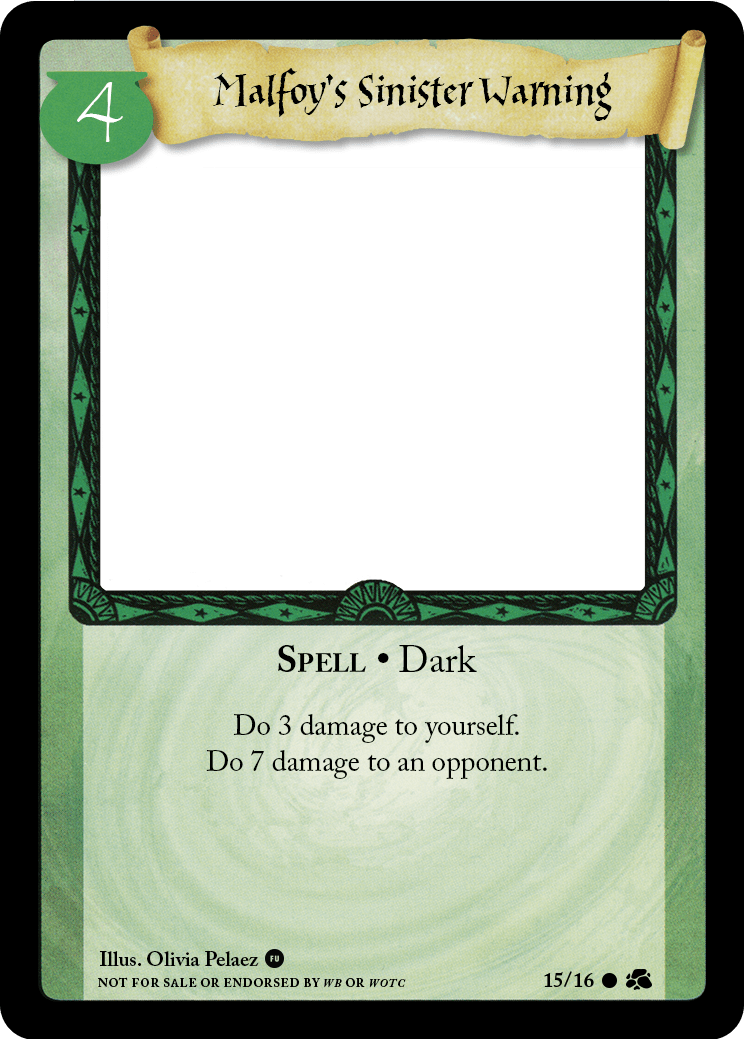 4
Malfoy's Sinister Warning
SPELL • Dark
Do 3 damage to yourself.
Do 7 damage to an opponent.
Illus. Olivia Pelaez FU
NOT FOR SALE OR ENDORSED BY WB OR WOTC
15/16